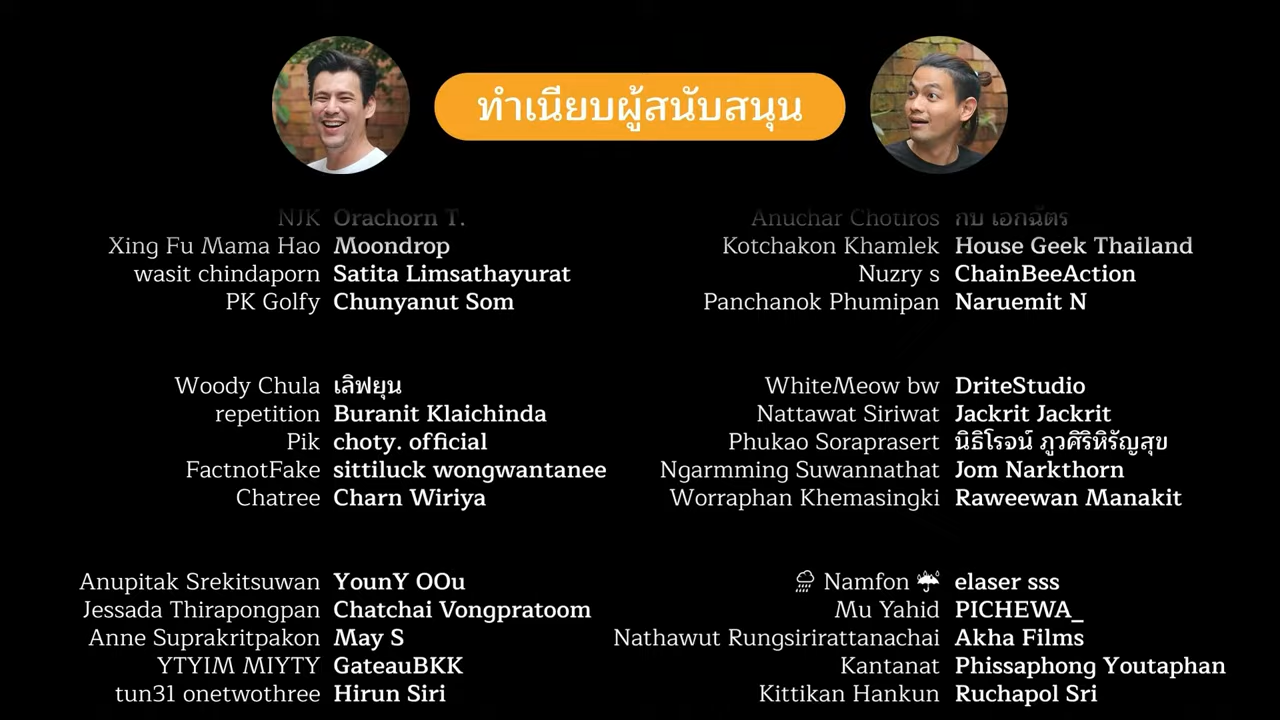 ทำเนียบผู้สนับสนุน
NJK Orachorn T. Anuchar Chotiros กบ เอกฉัตร
Xing Fu Mama Hao Moondrop Kotchakon Khamlek House Geek Thailand
wasit chindaporn Satita Limsathayurat Nuzry s ChainBeeAction
PK Golfy Chunyanut Som Panchanok Phumipan Naruemit N
Woody Chula เลิฟยุน WhiteMeow bw DriteStudio
repetition Buranit Klaichinda Nattawat Siriwat Jackrit Jackrit
Pik choty. official Phukao Soraprasert นิธิโรจน์ ภูวศิริหิรัญสุข
FactnotFake sittiluck wongwantanee Ngarmming Suwannathat Jom Narkthorn
Chatree Charn Wiriya Worraphan Khemasingki Raweewan Manakit
Anupitak Srekitsuwan YounY OOu 🌧 Namfon ☔ elaser sss
Jessada Thirapongpan Chatchai Vongpratoom Mu Yahid PICHEWA_
Anne Suprakritpakon May S Nathawut Rungsirirattanachai Akha Films
YTYIM MIYTY GateauBKK Kantanat Phissaphong Youtaphan
tun31 onetwothree Hirun Siri Kittikan Hankun Ruchapol Sri